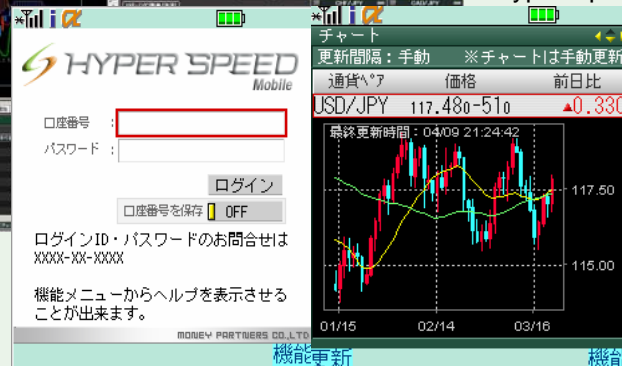 HYPER SPEED
Mobile
口座番号 :
パスワード :
ログイン
口座番号を保存 OFF
ログインID・パスワードのお問合せは
XXXX-XX-XXXX
機能メニューからヘルプを表示させる
ことが出来ます。
MONEY PARTNERS CO.,LTD
機能
チャート
更新間隔:手動 ※チャートは手動更新
通貨ペア 価格 前日比
USD/JPY 117.480-510 ▲0.330
最終更新時間:04/09 21:24:42
117.50
115.00
01/15 02/14 03/16
更新 機能